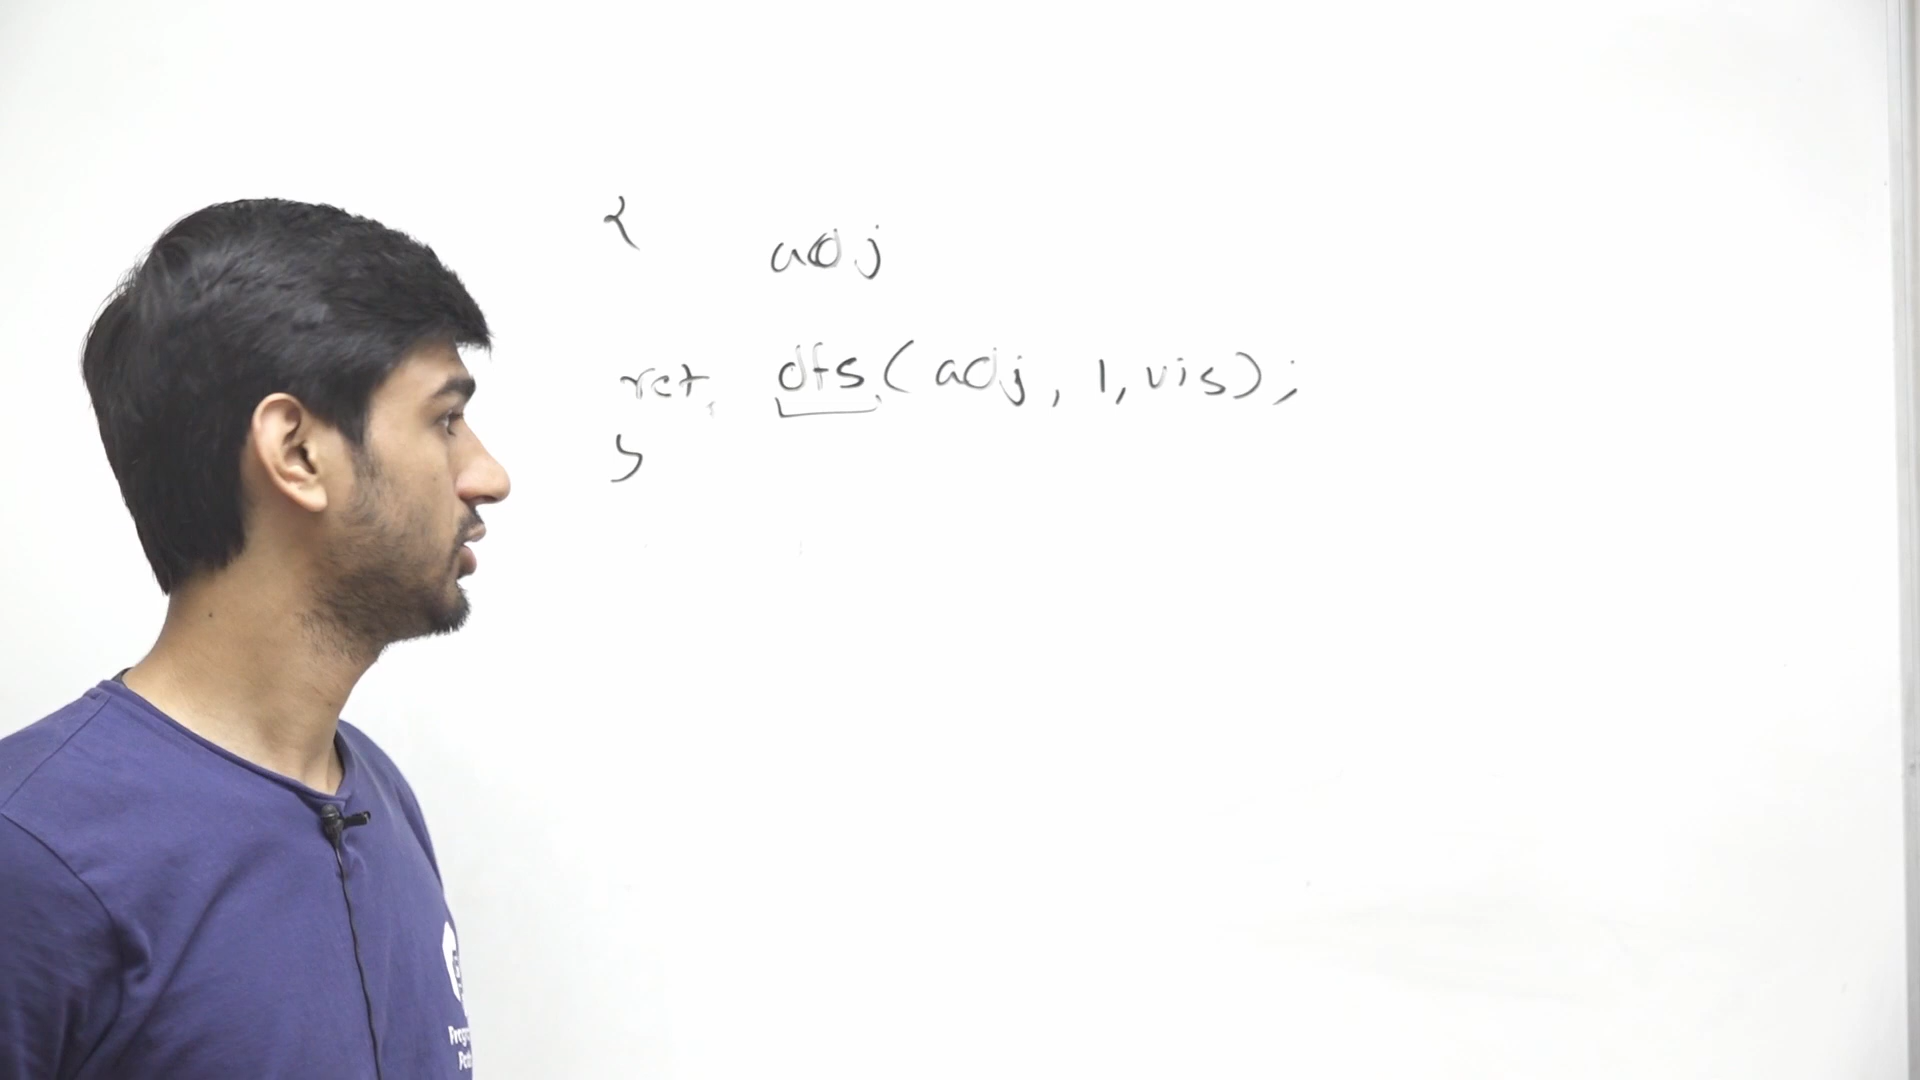 {
adj
ret dfs(adj, 1, vis);
}